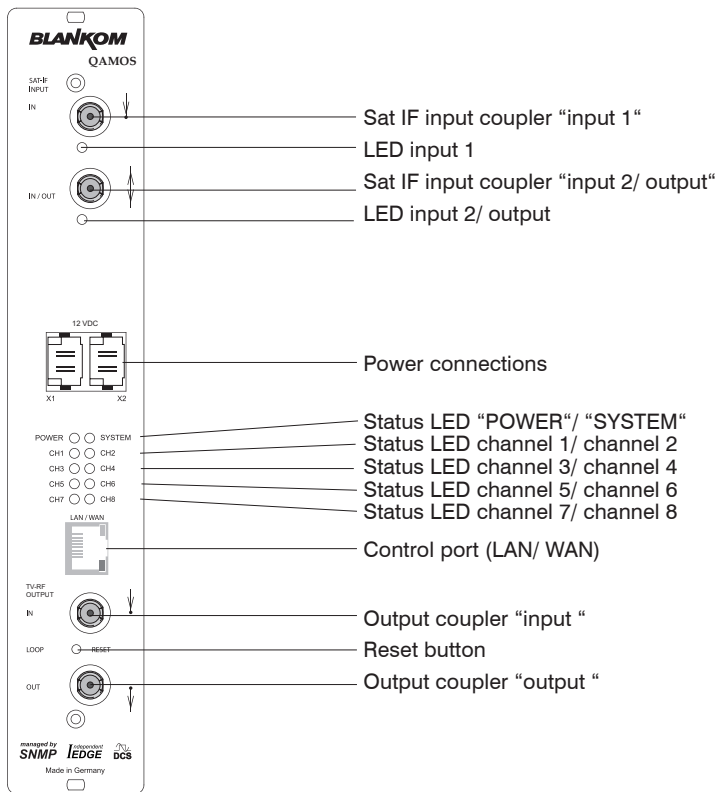 BLANKOM
QAMOS
SAT-IF
INPUT
IN
Sat IF input coupler “input 1“
LED input 1
IN / OUT
Sat IF input coupler “input 2/ output“
LED input 2/ output
12 VDC
X1 X2
Power connections
POWER SYSTEM
Status LED “POWER“/ “SYSTEM“
CH1 CH2
Status LED channel 1/ channel 2
CH3 CH4
Status LED channel 3/ channel 4
CH5 CH6
Status LED channel 5/ channel 6
CH7 CH8
Status LED channel 7/ channel 8
LAN / WAN
Control port (LAN/ WAN)
TV-RF
OUTPUT
IN
Output coupler “input “
LOOP RESET
Reset button
OUT
Output coupler “output “
managed by
SNMP
Independent
EDGE
DCS
Made in Germany